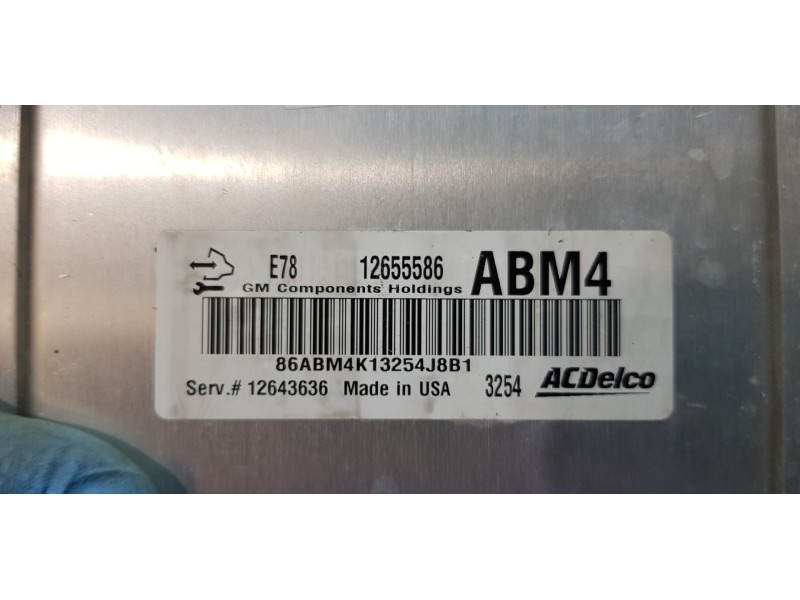 E78 12655586 ABM4
GM Components Holdings
86ABM4K13254J8B1
Serv.# 12643636 Made in USA 3254 ACDelco